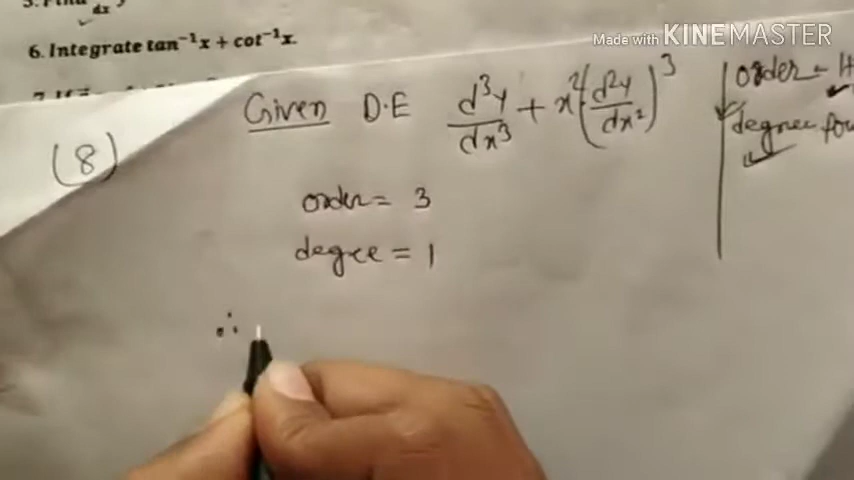 dx
Made with KINEMASTER
6. Integrate tan⁻¹x + cot⁻¹x.
(8) Given D.E d³y/dx³ + x²(d²y/dx²)³
order = 3
degree = 1
∴
order - H
degree